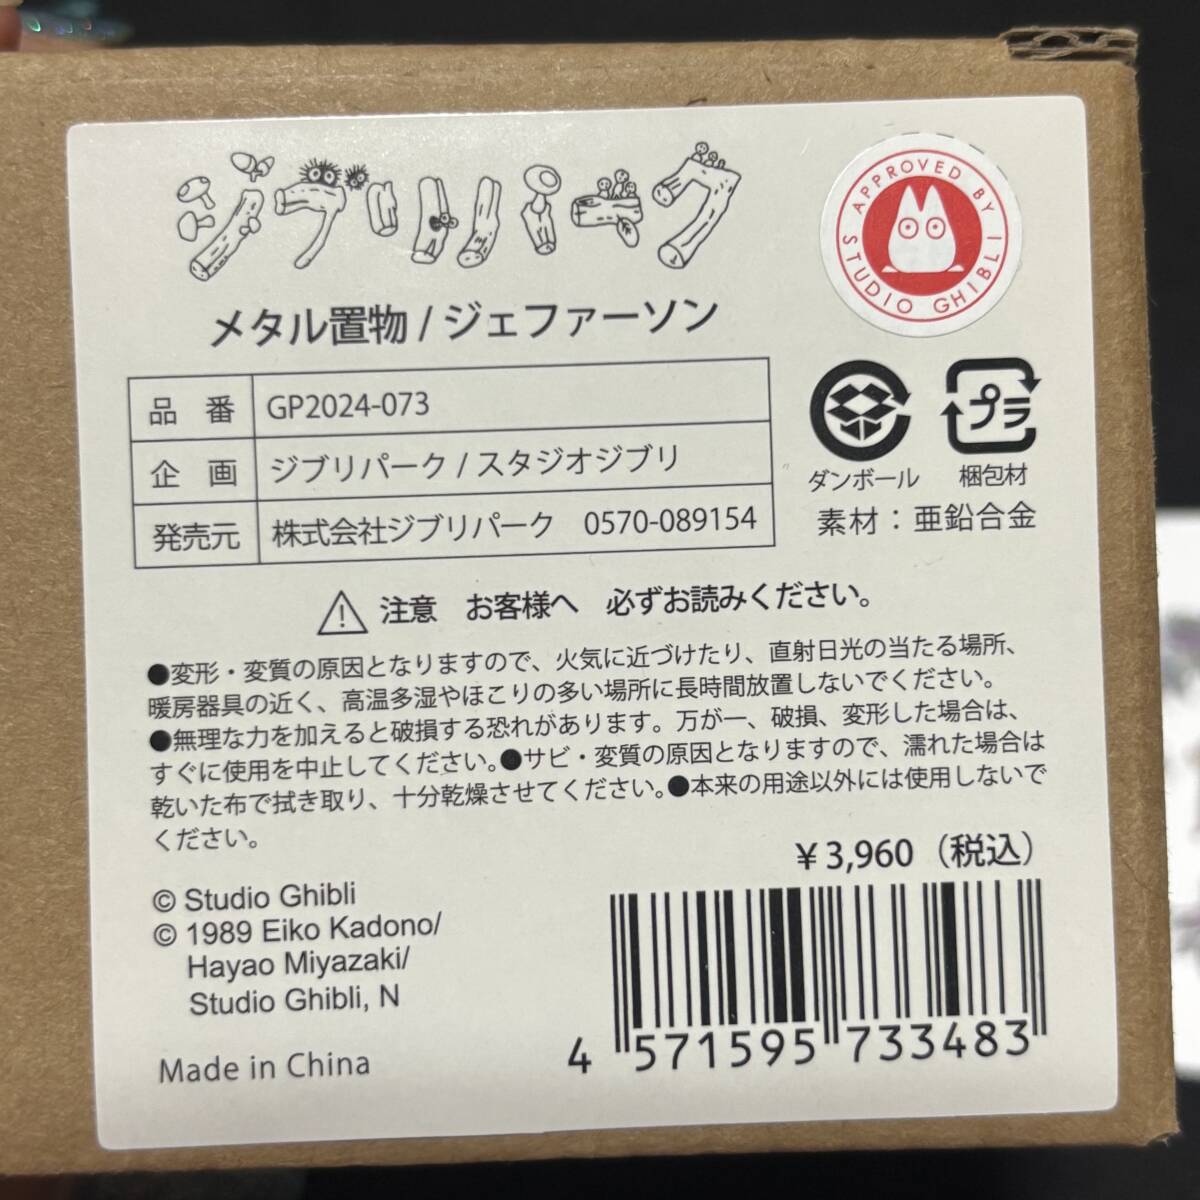 ジブリパーク
APPROVED BY STUDIO GHIBLI
メタル置物 / ジェファーソン
品 番 GP2024-073
企 画 ジブリパーク / スタジオジブリ
発売元 株式会社ジブリパーク 0570-089154
プラ
ダンボール 梱包材
素材：亜鉛合金
注意 お客様へ 必ずお読みください。
●変形・変質の原因となりますので、火気に近づけたり、直射日光の当たる場所、
暖房器具の近く、高温多湿やほこりの多い場所に長時間放置しないでください。
●無理な力を加えると破損する恐れがあります。万が一、破損、変形した場合は、
すぐに使用を中止してください。●サビ・変質の原因となりますので、濡れた場合は
乾いた布で拭き取り、十分乾燥させてください。●本来の用途以外には使用しないで
ください。
¥3,960（税込）
© Studio Ghibli
© 1989 Eiko Kadono/
Hayao Miyazaki/
Studio Ghibli, N
Made in China
4 571595 733483